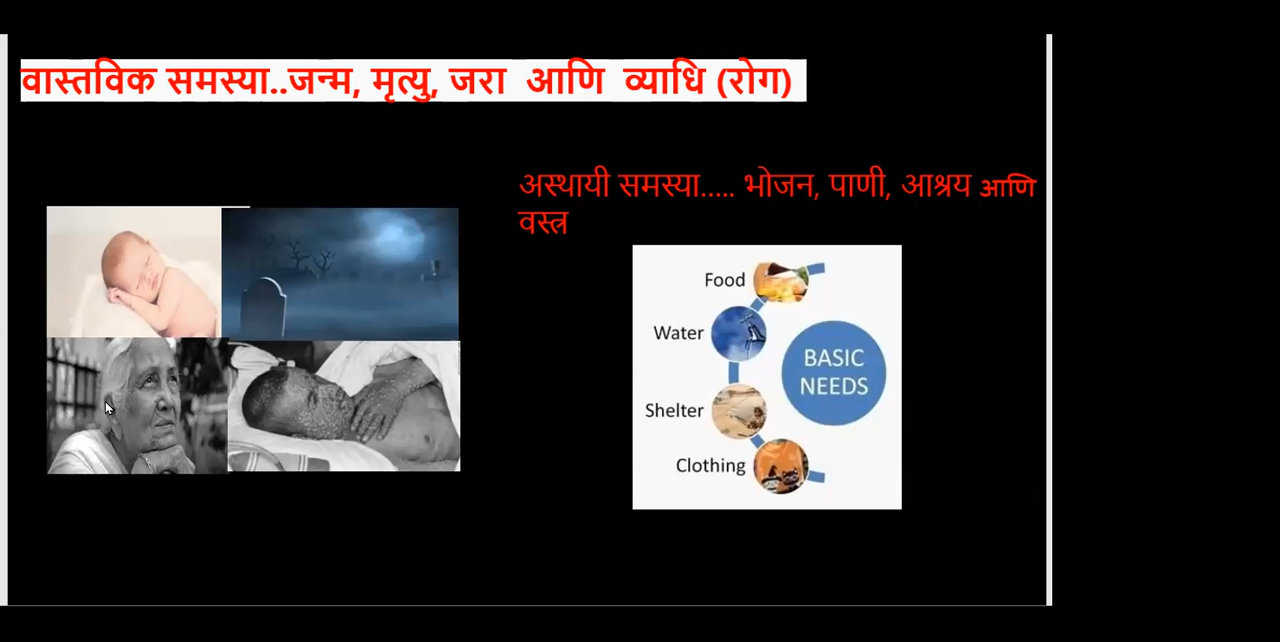 वास्तविक समस्या..जन्म, मृत्यु, जरा आणि व्याधि (रोग)
अस्थायी समस्या..... भोजन, पाणी, आश्रय आणि
वस्त्र
Food
Water
BASIC
NEEDS
Shelter
Clothing